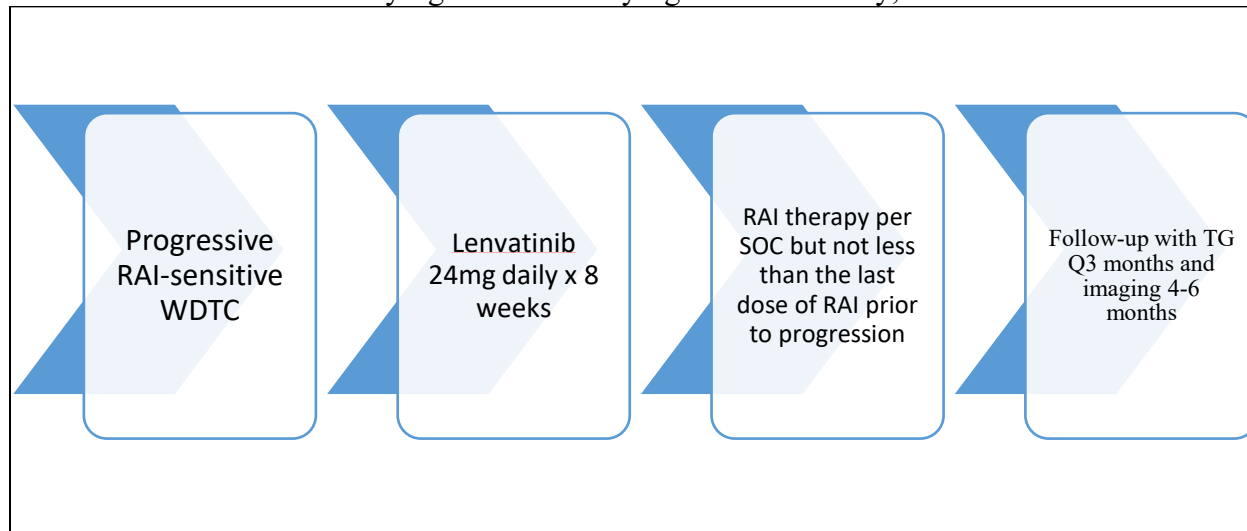 Progressive
RAI-sensitive
WDTC
Lenvatinib
24mg daily x 8
weeks
RAI therapy per
SOC but not less
than the last
dose of RAI prior
to progression
Follow-up with TG
Q3 months and
imaging 4-6
months